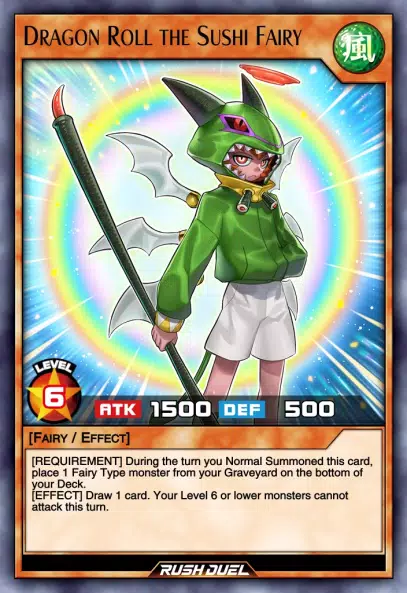 Dragon Roll the Sushi Fairy
風
LEVEL
6
ATK 1500 DEF 500
[Fairy / Effect]
[REQUIREMENT] During the turn you Normal Summoned this card,
place 1 Fairy Type monster from your Graveyard on the bottom of
your Deck.
[EFFECT] Draw 1 card. Your Level 6 or lower monsters cannot
attack this turn.
RUSH DUEL